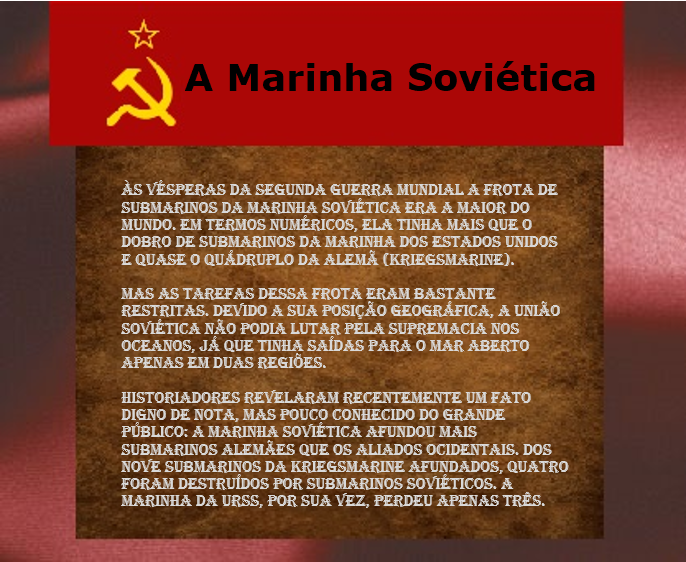 A Marinha Soviética
ÀS VÉSPERAS DA SEGUNDA GUERRA MUNDIAL A FROTA DE
SUBMARINOS DA MARINHA SOVIÉTICA ERA A MAIOR DO
MUNDO. EM TERMOS NUMÉRICOS, ELA TINHA MAIS QUE O
DOBRO DE SUBMARINOS DA MARINHA DOS ESTADOS UNIDOS
E QUASE O QUÁDRUPLO DA ALEMÃ (KRIEGSMARINE).
MAS AS TAREFAS DESSA FROTA ERAM BASTANTE
RESTRITAS. DEVIDO A SUA POSIÇÃO GEOGRÁFICA, A UNIÃO
SOVIÉTICA NÃO PODIA LUTAR PELA SUPREMACIA NOS
OCEANOS, JÁ QUE TINHA SAÍDAS PARA O MAR ABERTO
APENAS EM DUAS REGIÕES.
HISTORIADORES REVELARAM RECENTEMENTE UM FATO
DIGNO DE NOTA, MAS POUCO CONHECIDO DO GRANDE
PÚBLICO: A MARINHA SOVIÉTICA AFUNDOU MAIS
SUBMARINOS ALEMÃES QUE OS ALIADOS OCIDENTAIS. DOS
NOVE SUBMARINOS DA KRIEGSMARINE AFUNDADOS, QUATRO
FORAM DESTRUÍDOS POR SUBMARINOS SOVIÉTICOS. A
MARINHA DA URSS, POR SUA VEZ, PERDEU APENAS TRÊS.